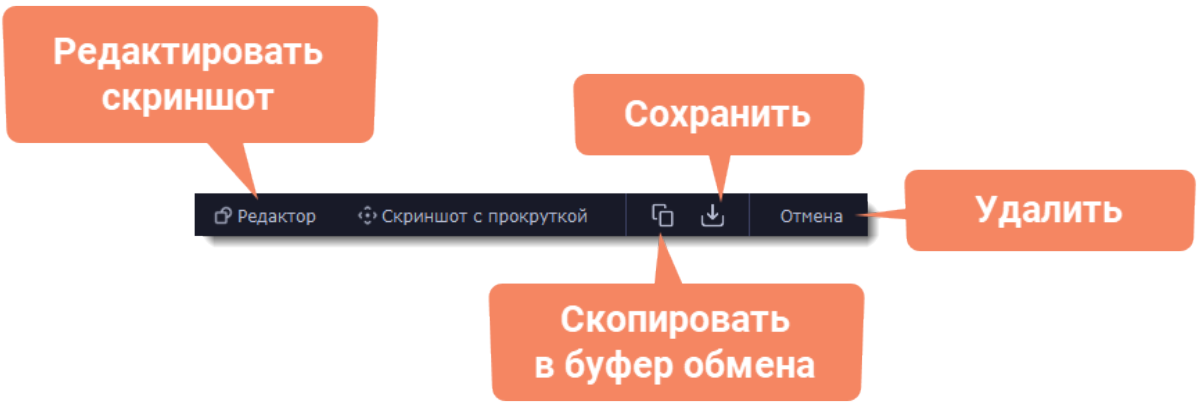 Редактировать
скриншот
Сохранить
Удалить
Редактор
Скриншот с прокруткой
Отмена
Скопировать
в буфер обмена